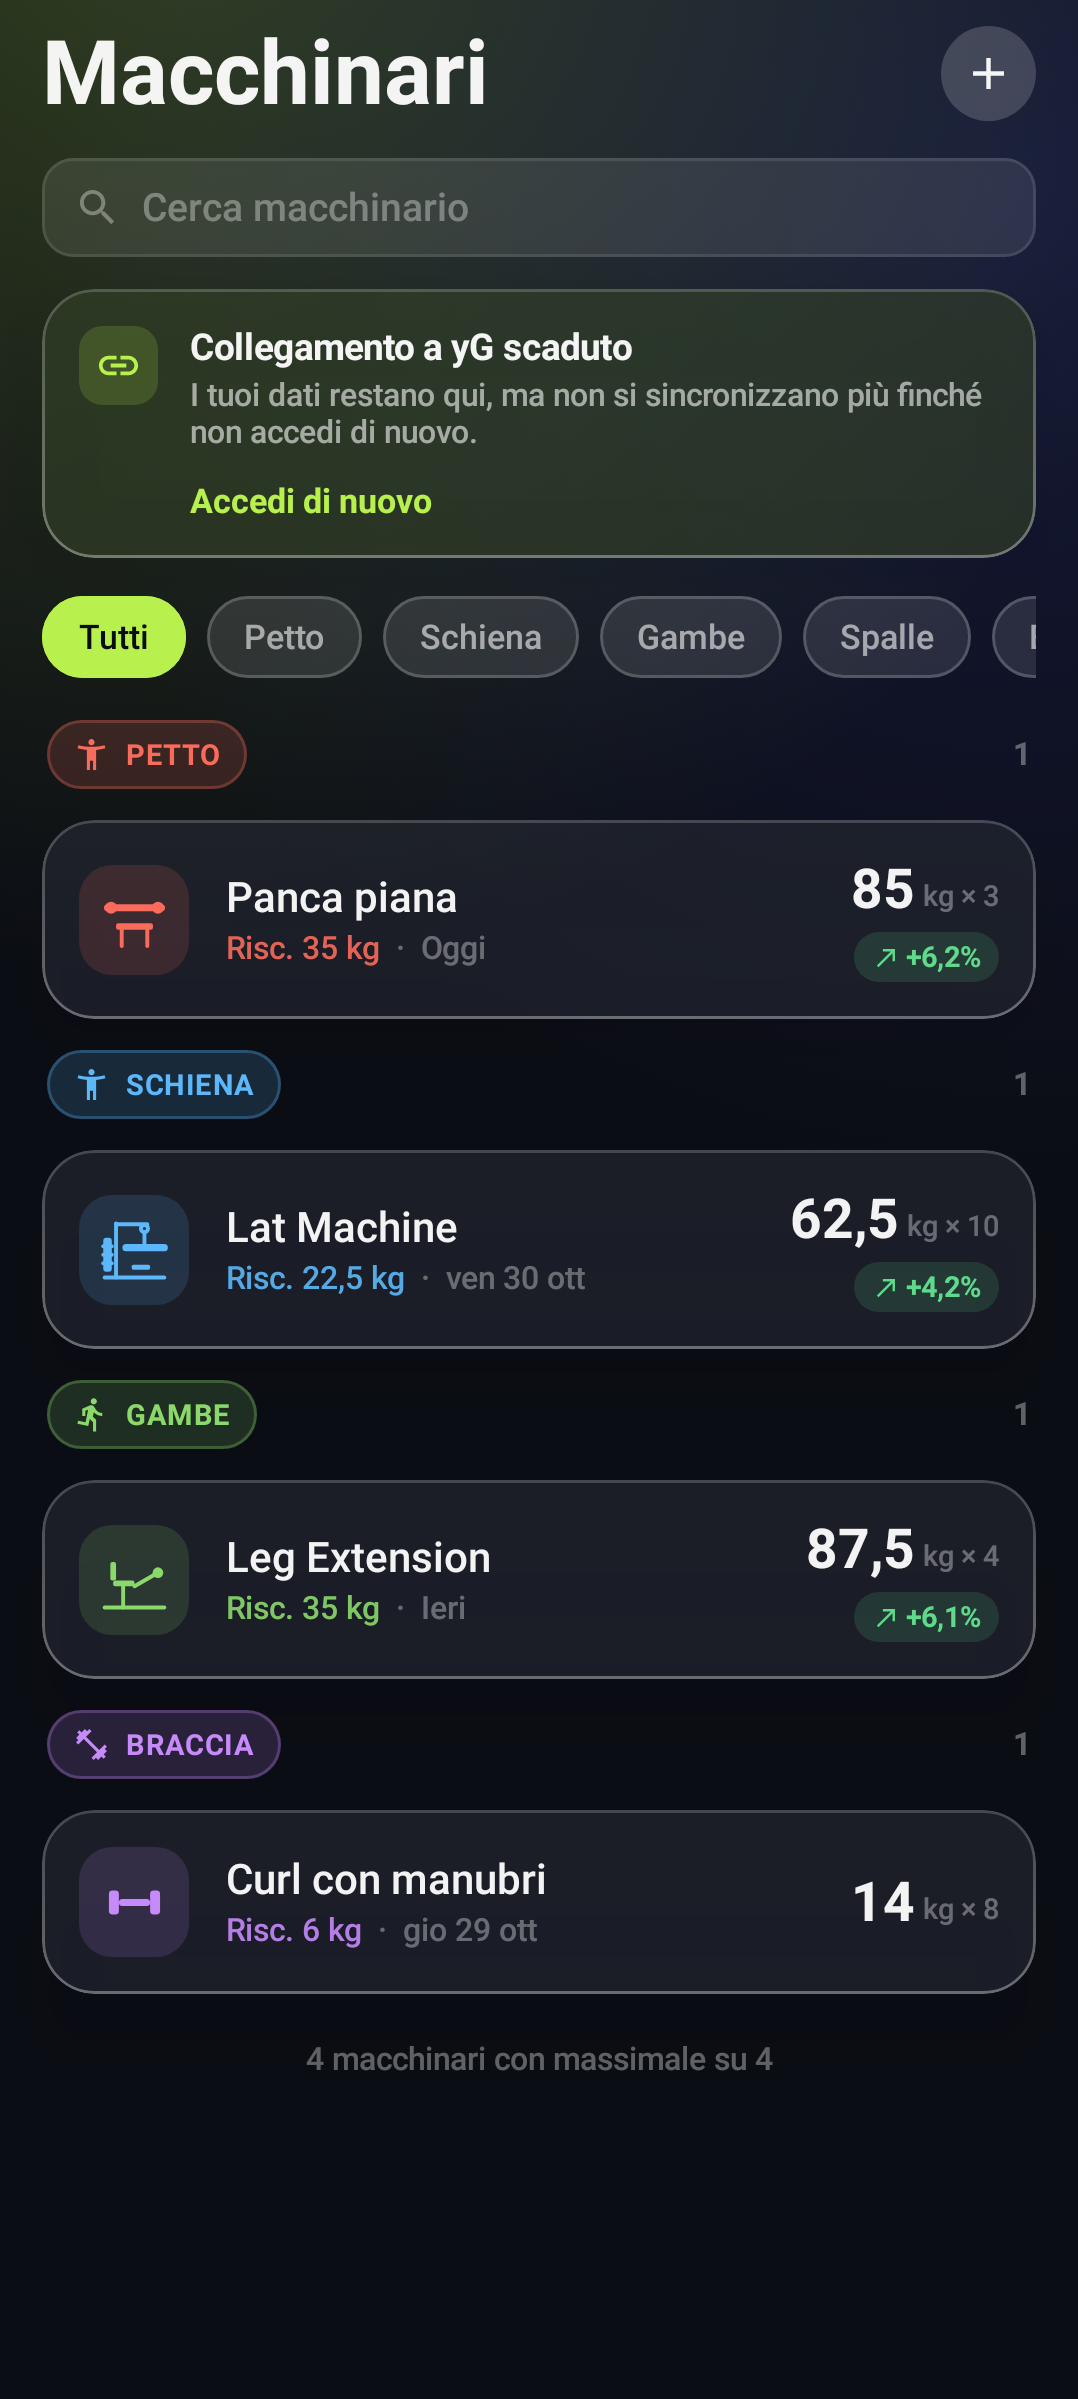 Macchinari
Cerca macchinario
Collegamento a yG scaduto
I tuoi dati restano qui, ma non si sincronizzano più finché
non accedi di nuovo.
Accedi di nuovo
Tutti Petto Schiena Gambe Spalle
PETTO 1
Panca piana 85 kg × 3
Risc. 35 kg · Oggi +6,2%
SCHIENA 1
Lat Machine 62,5 kg × 10
Risc. 22,5 kg · ven 30 ott +4,2%
GAMBE 1
Leg Extension 87,5 kg × 4
Risc. 35 kg · Ieri +6,1%
BRACCIA 1
Curl con manubri 14 kg × 8
Risc. 6 kg · gio 29 ott
4 macchinari con massimale su 4